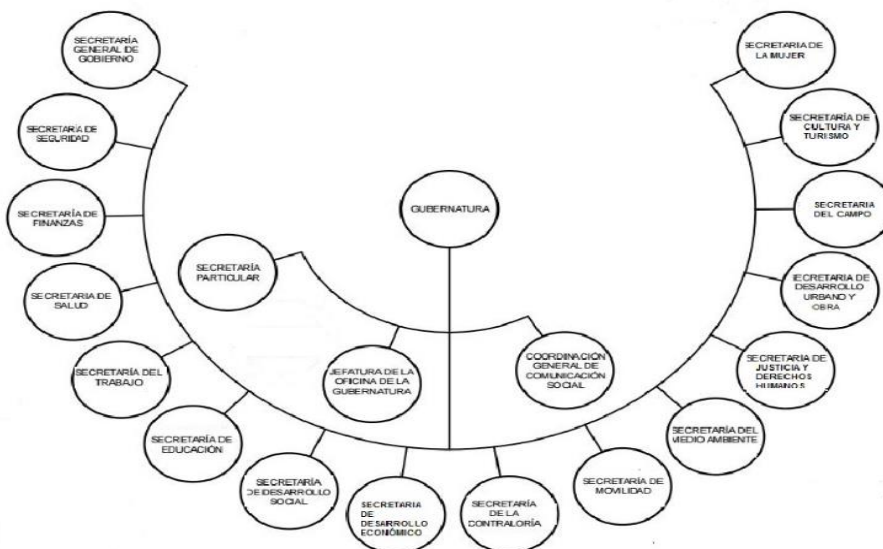 SECRETARÍA
GENERAL DE
GOBIERNO
SECRETARÍA DE
SEGURIDAD
SECRETARÍA DE
FINANZAS
SECRETARIA DE
SALUD
SECRETARÍA DEL
TRABAJO
SECRETARÍA DE
EDUCACIÓN
SECRETARÍA
DE DESARROLLO
SOCIAL
SECRETARIA
DE
DESARROLLO
ECONÓMICO
SECRETARÍA
DE LA
CONTRALORÍA
SECRETARÍA DE
MOVILIDAD
SECRETARÍA DEL
MEDIO AMBIENTE
SECRETARIA DE
JUSTICIA Y
DERECHOS
HUMANOS
SECRETARIA DE
DESARROLLO
URBANO Y
OBRA
SECRETARIA
DEL CAMPO
SECRETARÍA DE
CULTURA Y
TURISMO
SECRETARIA DE
LA MUJER
GUBERNATURA
SECRETARÍA
PARTICULAR
JEFATURA DE LA
OFICINA DE LA
GUBERNATURA
COORDINACIÓN
GENERAL DE
COMUNICACIÓN
SOCIAL